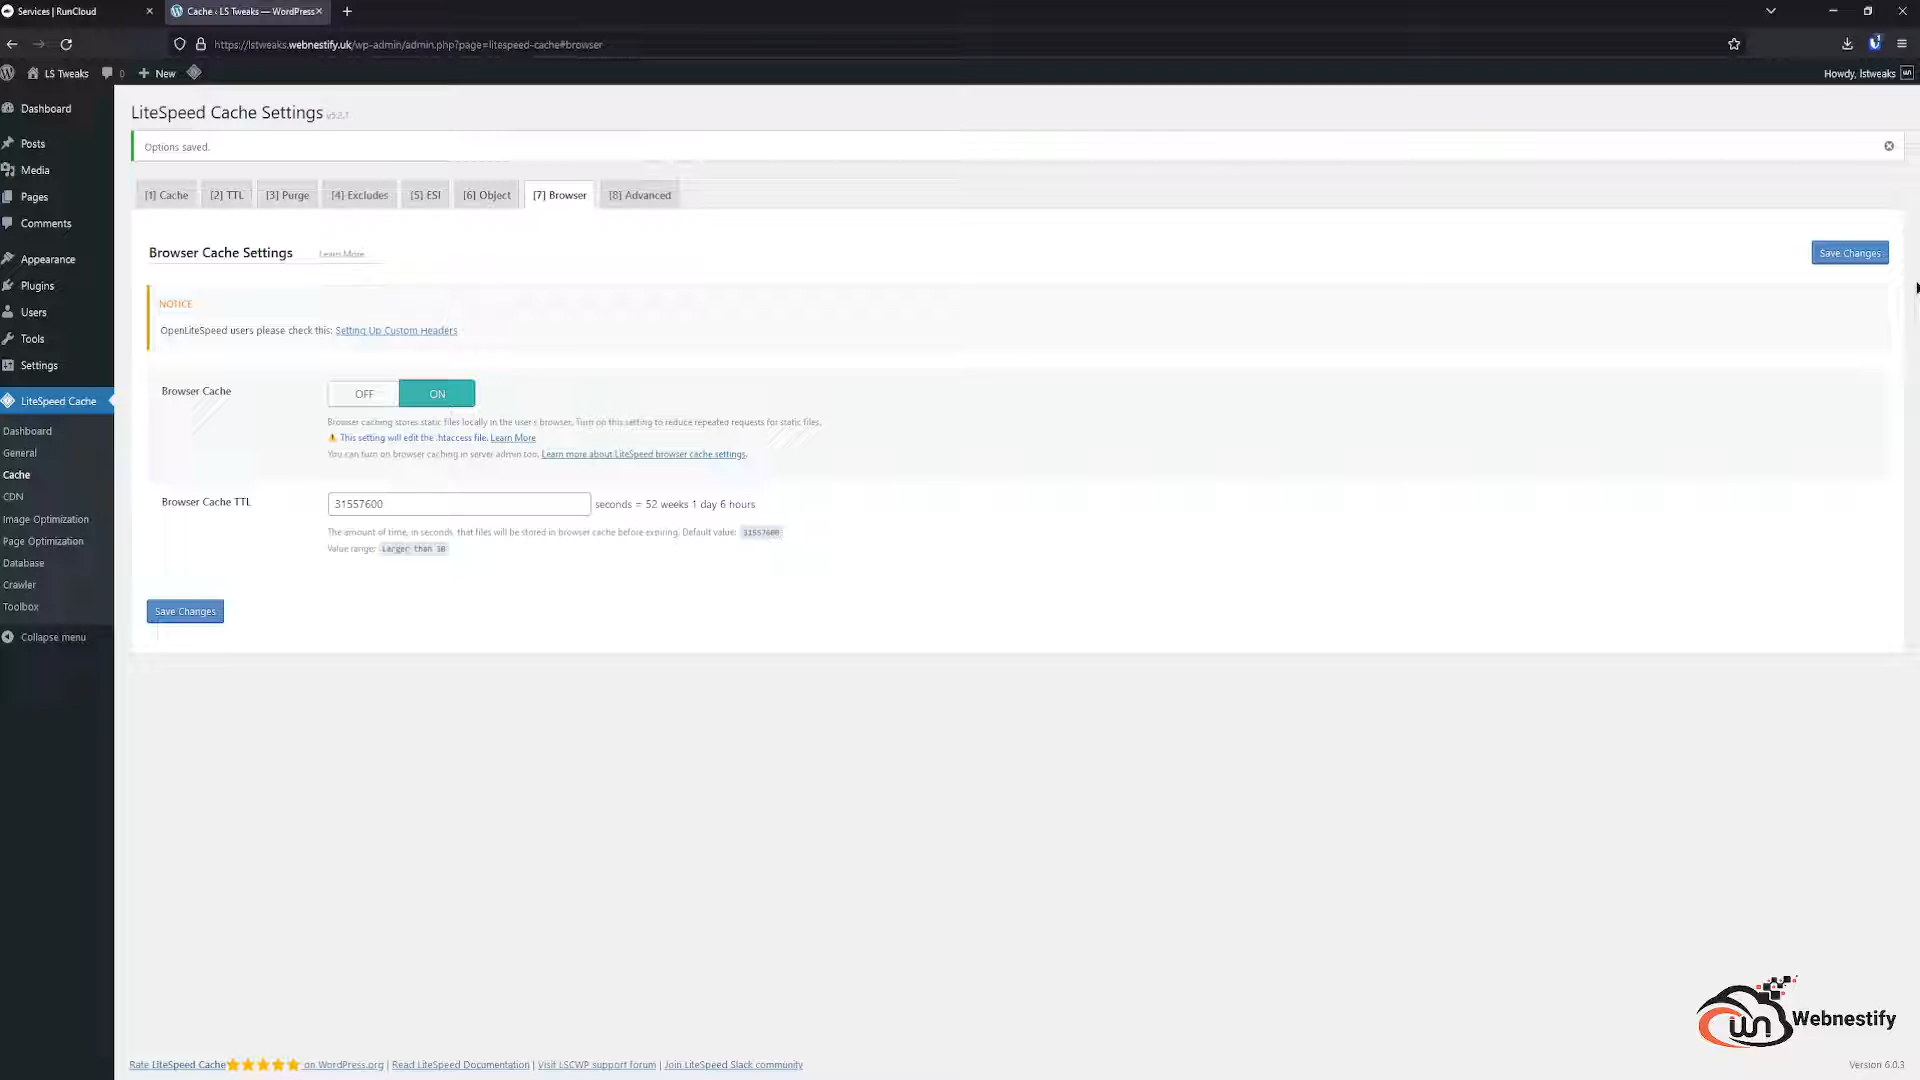 Services | RunCloud
Cache ‹ LS Tweaks — WordPress
https://lstweaks.webnestify.uk/wp-admin/admin.php?page=litespeed-cache#browser
LS Tweaks
0
New
Howdy, lstweaks
Dashboard
Posts
Media
Pages
Comments
Appearance
Plugins
Users
Tools
Settings
LiteSpeed Cache
Dashboard
General
Cache
CDN
Image Optimization
Page Optimization
Database
Crawler
Toolbox
Collapse menu
LiteSpeed Cache Settings v5.2.1
Options saved.
[1] Cache
[2] TTL
[3] Purge
[4] Excludes
[5] ESI
[6] Object
[7] Browser
[8] Advanced
Browser Cache Settings Learn More
Save Changes
NOTICE
OpenLiteSpeed users please check this: Setting Up Custom Headers
Browser Cache
OFF
ON
Browser caching stores static files locally in the user's browser. Turn on this setting to reduce repeated requests for static files.
This setting will edit the .htaccess file. Learn More
You can turn on browser caching in server admin too. Learn more about LiteSpeed browser cache settings.
Browser Cache TTL
31557600 seconds = 52 weeks 1 day 6 hours
The amount of time, in seconds, that files will be stored in browser cache before expiring. Default value: 31557600
Value range: Larger than 30
Save Changes
Webnestify
Rate LiteSpeed Cache on WordPress.org | Read LiteSpeed Documentation | Visit LSCWP support forum | Join LiteSpeed Slack community
Version 6.0.3